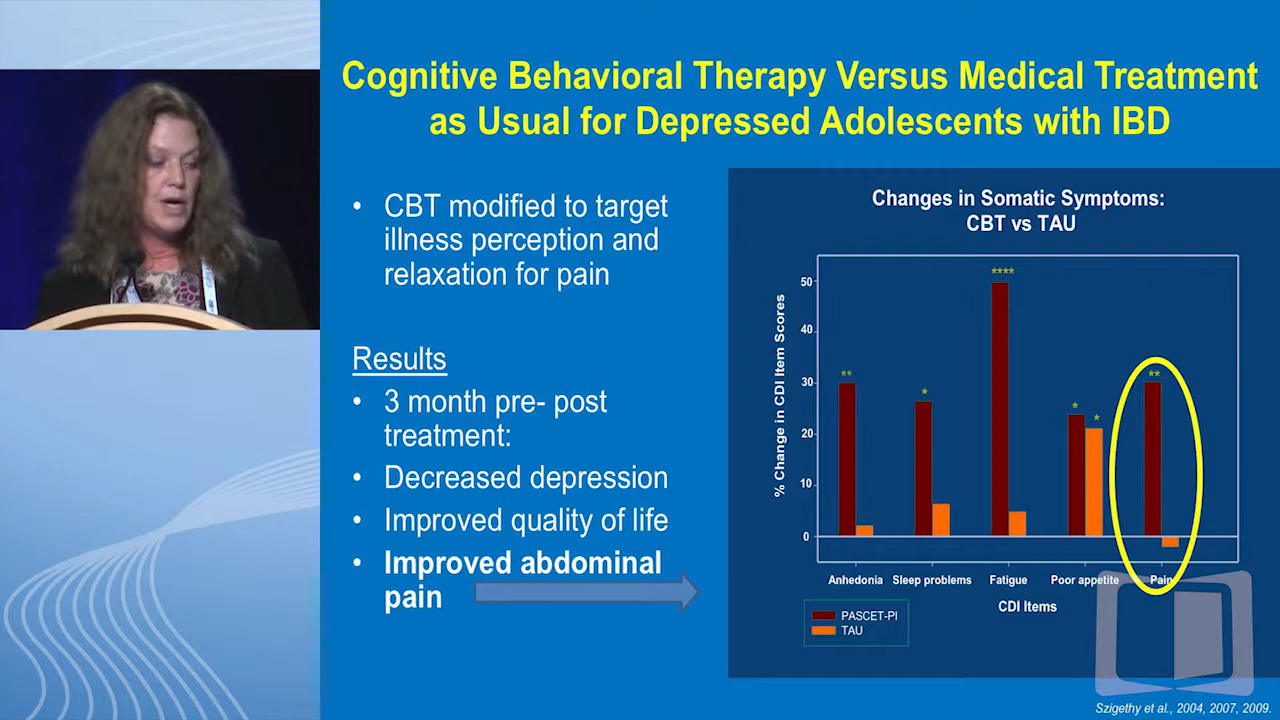 Cognitive Behavioral Therapy Versus Medical Treatment
as Usual for Depressed Adolescents with IBD
• CBT modified to target
illness perception and
relaxation for pain
Results
• 3 month pre- post
treatment:
• Decreased depression
• Improved quality of life
• Improved abdominal
pain
Changes in Somatic Symptoms:
CBT vs TAU
% Change in CDI Item Scores
50
40
30
20
10
0
**
*
****
*
*
**
Anhedonia
Sleep problems
Fatigue
Poor appetite
Pain
CDI Items
PASCET-PI
TAU
Szigethy et al., 2004, 2007, 2009.